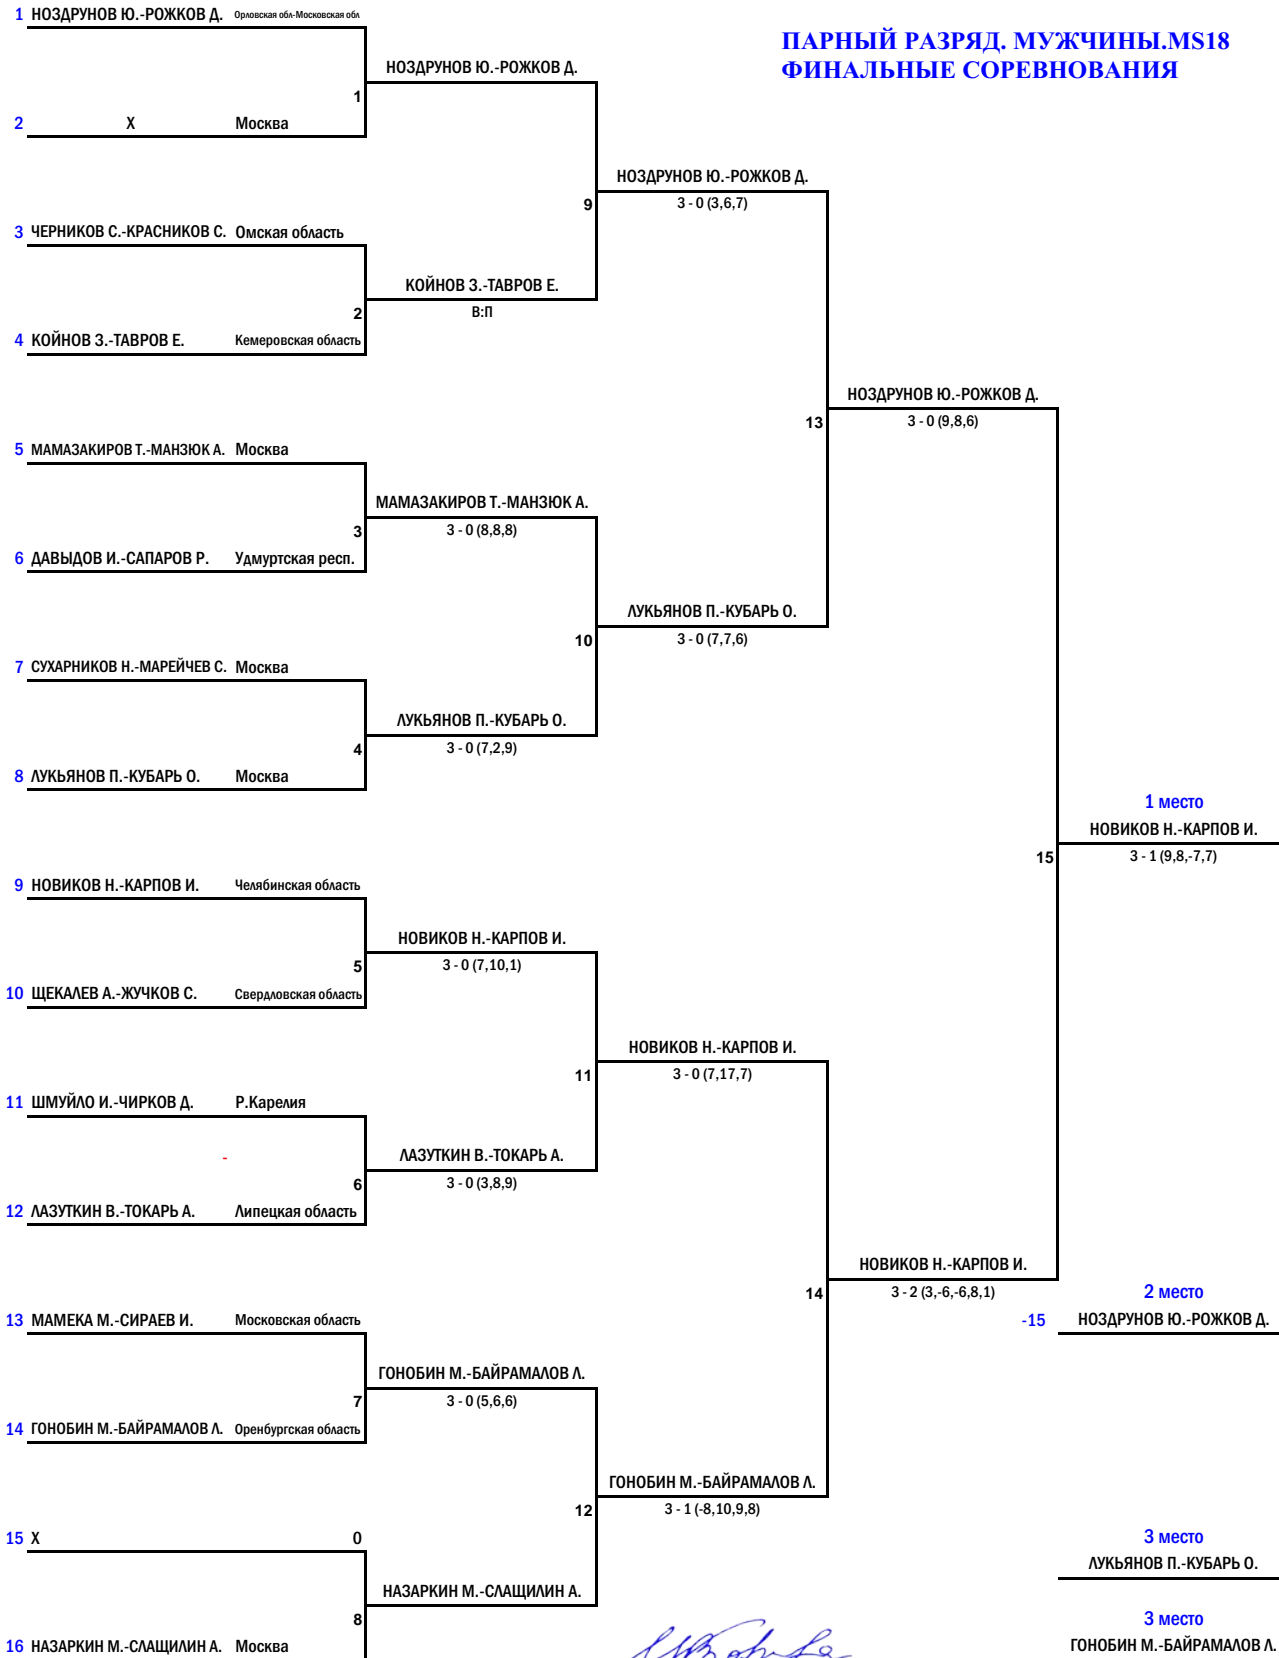 1 НОЗДРУНОВ Ю.-РОЖКОВ Д. Орловская обл-Московская обл
ПАРНЫЙ РАЗРЯД. МУЖЧИНЫ.MS18
ФИНАЛЬНЫЕ СОРЕВНОВАНИЯ
НОЗДРУНОВ Ю.-РОЖКОВ Д.
1
2 X Москва
НОЗДРУНОВ Ю.-РОЖКОВ Д.
9 3 - 0 (3,6,7)
3 ЧЕРНИКОВ С.-КРАСНИКОВ С. Омская область
КОЙНОВ З.-ТАВРОВ Е.
2 В:П
4 КОЙНОВ З.-ТАВРОВ Е. Кемеровская область
НОЗДРУНОВ Ю.-РОЖКОВ Д.
13 3 - 0 (9,8,6)
5 МАМАЗАКИРОВ Т.-МАНЗЮК А. Москва
МАМАЗАКИРОВ Т.-МАНЗЮК А.
3 3 - 0 (8,8,8)
6 ДАВЫДОВ И.-САПАРОВ Р. Удмуртская респ.
ЛУКЬЯНОВ П.-КУБАРЬ О.
10 3 - 0 (7,7,6)
7 СУХАРНИКОВ Н.-МАРЕЙЧЕВ С. Москва
ЛУКЬЯНОВ П.-КУБАРЬ О.
4 3 - 0 (7,2,9)
8 ЛУКЬЯНОВ П.-КУБАРЬ О. Москва
1 место
НОВИКОВ Н.-КАРПОВ И.
15 3 - 1 (9,8,-7,7)
9 НОВИКОВ Н.-КАРПОВ И. Челябинская область
НОВИКОВ Н.-КАРПОВ И.
5 3 - 0 (7,10,1)
10 ЩЕКАЛЕВ А.-ЖУЧКОВ С. Свердловская область
НОВИКОВ Н.-КАРПОВ И.
11 3 - 0 (7,17,7)
11 ШМУЙЛО И.-ЧИРКОВ Д. Р.Карелия
-
ЛАЗУТКИН В.-ТОКАРЬ А.
6 3 - 0 (3,8,9)
12 ЛАЗУТКИН В.-ТОКАРЬ А. Липецкая область
НОВИКОВ Н.-КАРПОВ И.
14 3 - 2 (3,-6,-6,8,1)
2 место
13 МАМЕКА М.-СИРАЕВ И. Московская область
-15 НОЗДРУНОВ Ю.-РОЖКОВ Д.
ГОНОБИН М.-БАЙРАМАЛОВ Л.
7 3 - 0 (5,6,6)
14 ГОНОБИН М.-БАЙРАМАЛОВ Л. Оренбургская область
ГОНОБИН М.-БАЙРАМАЛОВ Л.
12 3 - 1 (-8,10,9,8)
15 X 0
3 место
ЛУКЬЯНОВ П.-КУБАРЬ О.
НАЗАРКИН М.-СЛАЩИЛИН А.
8
3 место
16 НАЗАРКИН М.-СЛАЩИЛИН А. Москва
ГОНОБИН М.-БАЙРАМАЛОВ Л.